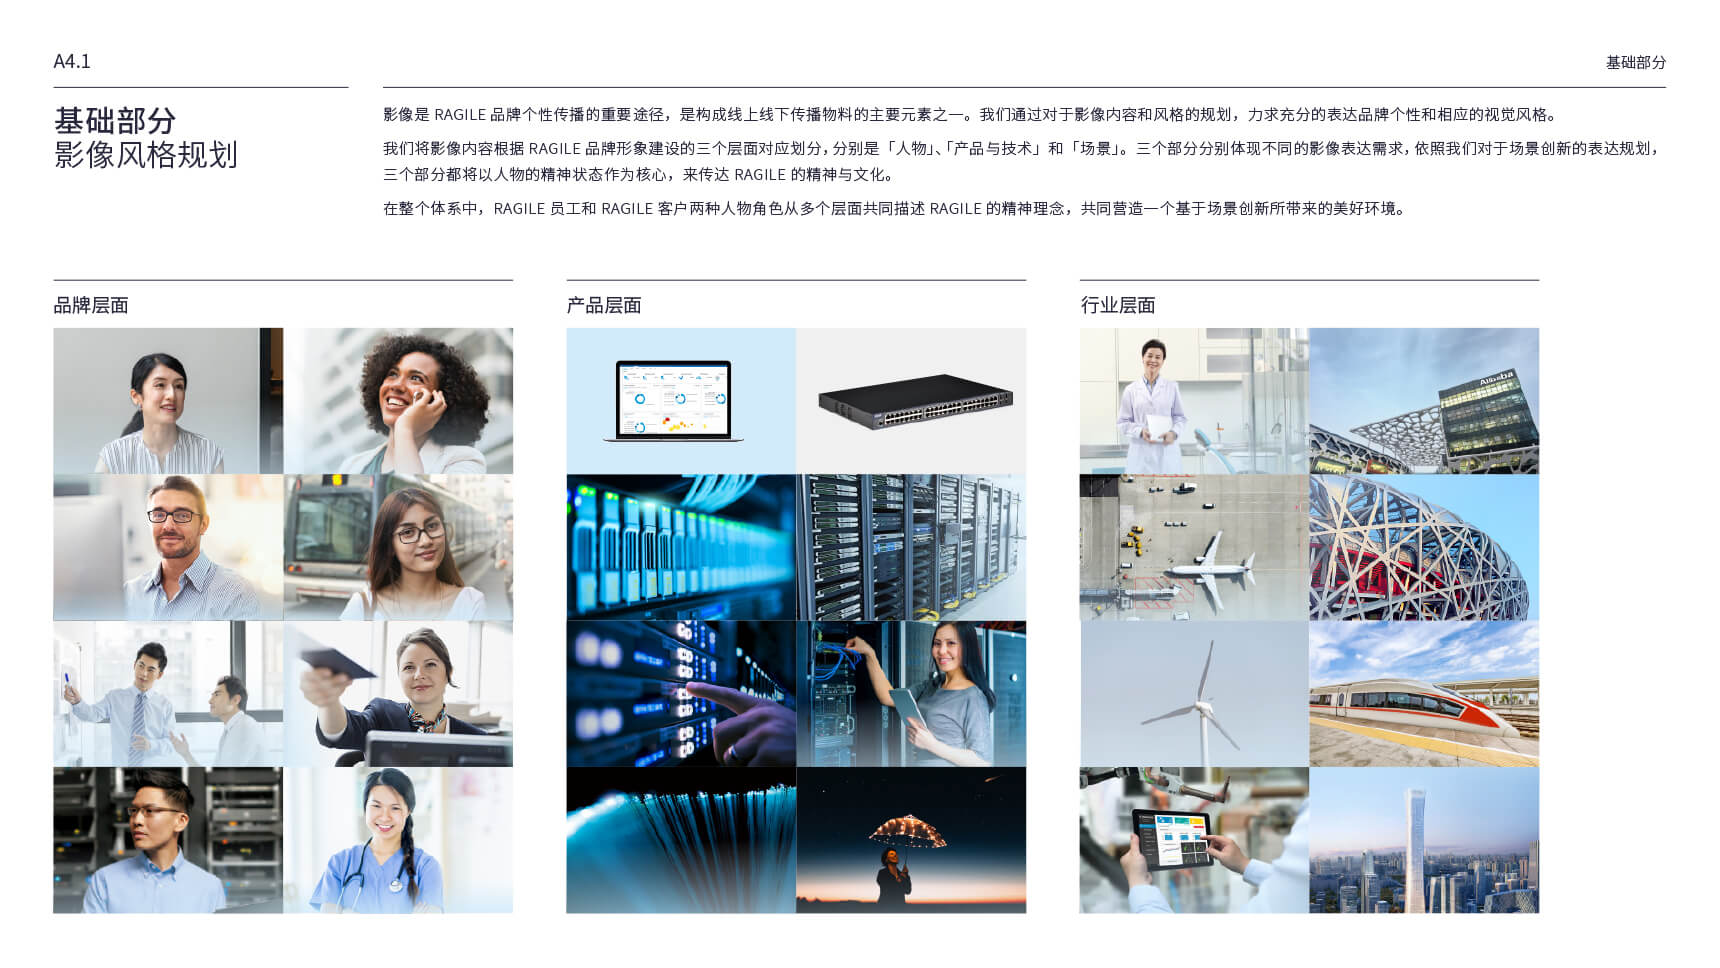 A4.1
基础部分
基础部分
影像风格规划
影像是 RAGILE 品牌个性传播的重要途径，是构成线上线下传播物料的主要元素之一。我们通过对于影像内容和风格的规划，力求充分的表达品牌个性和相应的视觉风格。
我们将影像内容根据 RAGILE 品牌形象建设的三个层面对应划分，分别是「人物」、「产品与技术」和「场景」。三个部分分别体现不同的影像表达需求，依照我们对于场景创新的表达规划，
三个部分都将以人物的精神状态作为核心，来传达 RAGILE 的精神与文化。
在整个体系中，RAGILE 员工和 RAGILE 客户两种人物角色从多个层面共同描述 RAGILE 的精神理念，共同营造一个基于场景创新所带来的美好环境。
品牌层面
产品层面
行业层面
Alibaba